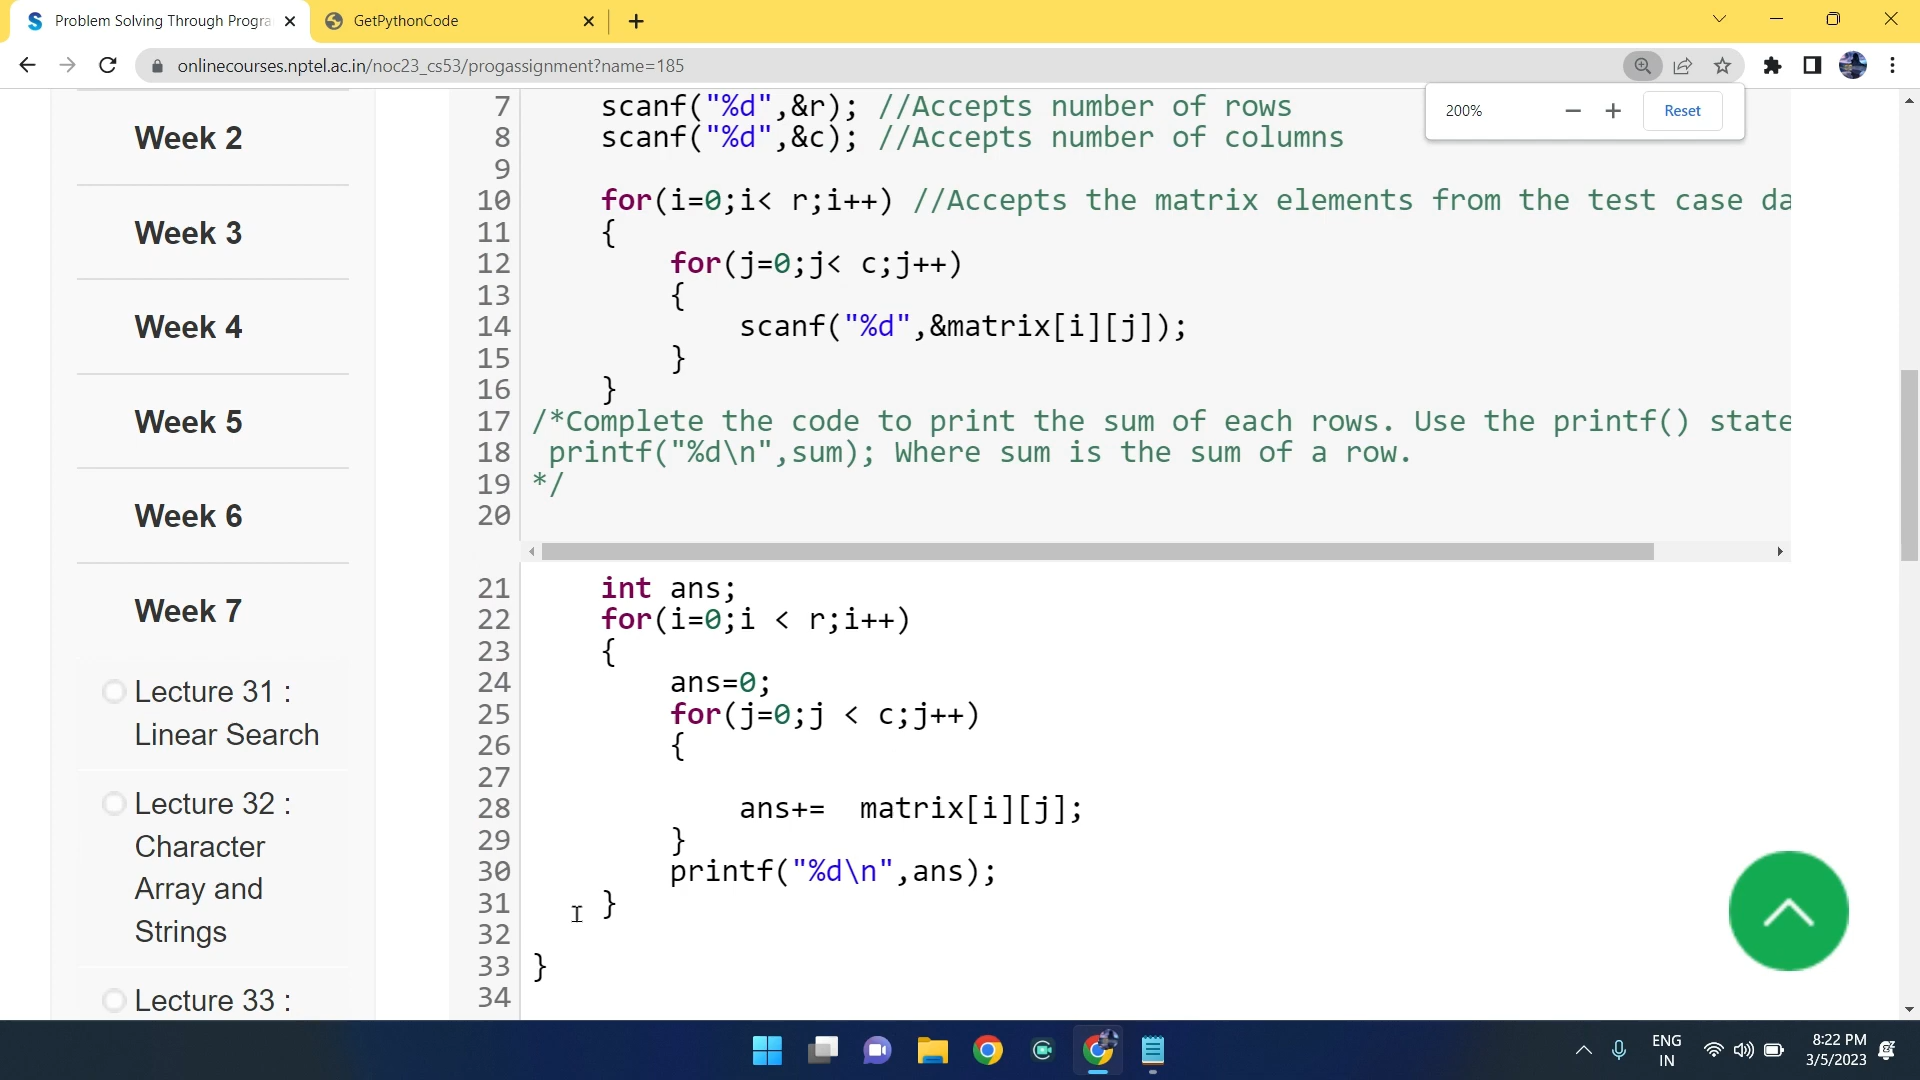 Problem Solving Through Progra
GetPythonCode
onlinecourses.nptel.ac.in/noc23_cs53/progassignment?name=185
200%
Reset
Week 2
Week 3
Week 4
Week 5
Week 6
Week 7
Lecture 31 :
Linear Search
Lecture 32 :
Character
Array and
Strings
Lecture 33 :
7 scanf("%d",&r); //Accepts number of rows
8 scanf("%d",&c); //Accepts number of columns
9
10 for(i=0;i< r;i++) //Accepts the matrix elements from the test case da
11 {
12 for(j=0;j< c;j++)
13 {
14 scanf("%d",&matrix[i][j]);
15 }
16 }
17 /*Complete the code to print the sum of each rows. Use the printf() state
18 printf("%d\n",sum); Where sum is the sum of a row.
19 */
20
21 int ans;
22 for(i=0;i < r;i++)
23 {
24 ans=0;
25 for(j=0;j < c;j++)
26 {
27
28 ans+= matrix[i][j];
29 }
30 printf("%d\n",ans);
31 }
32
33 }
34
ENG
IN
8:22 PM
3/5/2023